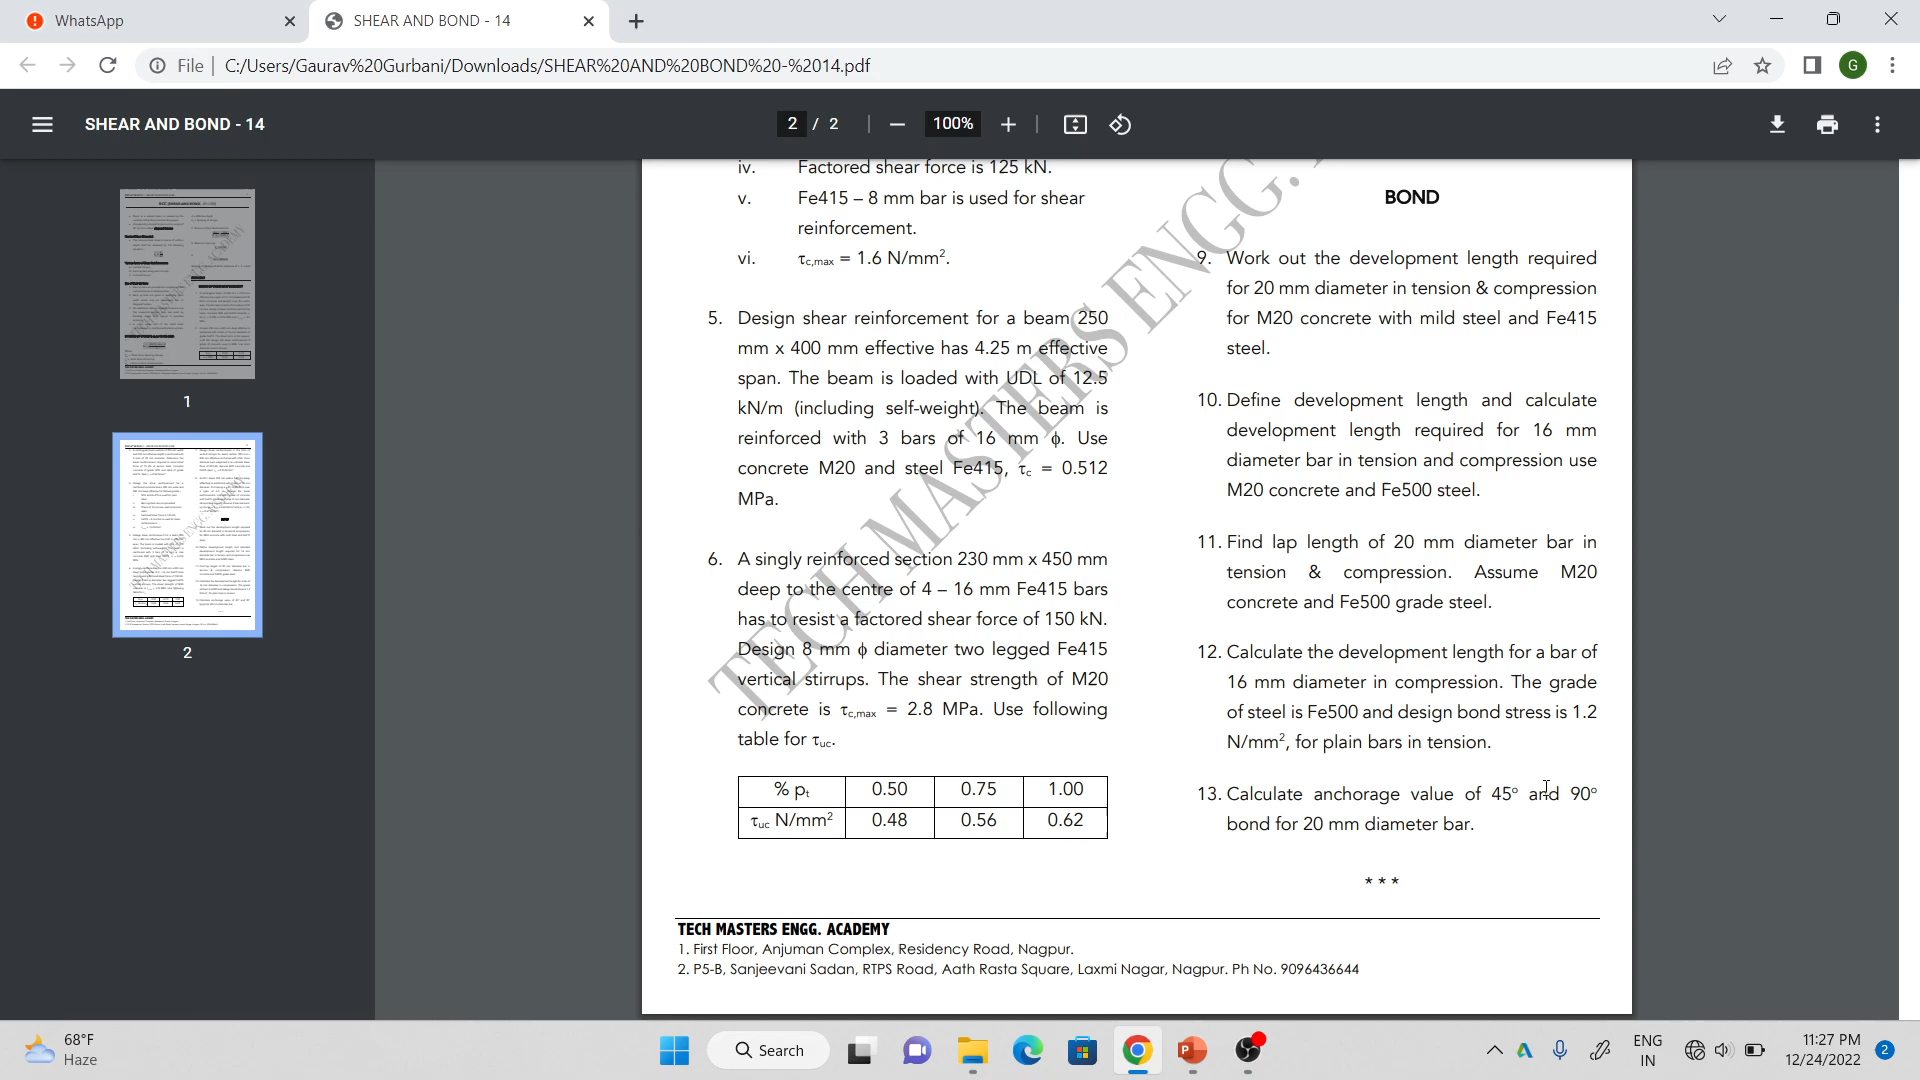 WhatsApp
SHEAR AND BOND - 14
File
C:/Users/Gaurav%20Gurbani/Downloads/SHEAR%20AND%20BOND%20-%2014.pdf
G
SHEAR AND BOND - 14
2 / 2
100%
1
2
iv. Factored shear force is 125 kN.
v. Fe415 – 8 mm bar is used for shear
reinforcement.
vi. τc,max = 1.6 N/mm².
5. Design shear reinforcement for a beam 250
mm x 400 mm effective has 4.25 m effective
span. The beam is loaded with UDL of 12.5
kN/m (including self-weight). The beam is
reinforced with 3 bars of 16 mm ϕ. Use
concrete M20 and steel Fe415, τc = 0.512
MPa.
6. A singly reinforced section 230 mm x 450 mm
deep to the centre of 4 – 16 mm Fe415 bars
has to resist a factored shear force of 150 kN.
Design 8 mm ϕ diameter two legged Fe415
vertical stirrups. The shear strength of M20
concrete is τc,max = 2.8 MPa. Use following
table for τuc.
% pt 0.50 0.75 1.00
τuc N/mm² 0.48 0.56 0.62
BOND
9. Work out the development length required
for 20 mm diameter in tension & compression
for M20 concrete with mild steel and Fe415
steel.
10. Define development length and calculate
development length required for 16 mm
diameter bar in tension and compression use
M20 concrete and Fe500 steel.
11. Find lap length of 20 mm diameter bar in
tension & compression. Assume M20
concrete and Fe500 grade steel.
12. Calculate the development length for a bar of
16 mm diameter in compression. The grade
of steel is Fe500 and design bond stress is 1.2
N/mm², for plain bars in tension.
13. Calculate anchorage value of 45° and 90°
bond for 20 mm diameter bar.
* * *
TECH MASTERS ENGG.
TECH MASTERS ENGG. ACADEMY
1. First Floor, Anjuman Complex, Residency Road, Nagpur.
2. P5-B, Sanjeevani Sadan, RTPS Road, Aath Rasta Square, Laxmi Nagar, Nagpur. Ph No. 9096436644
68°F
Haze
Search
ENG
IN
11:27 PM
12/24/2022
2